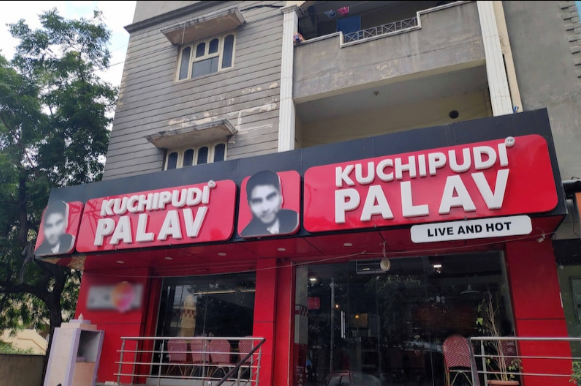 KUCHIPUDI
PALAV
KUCHIPUDI
PALAV
LIVE AND HOT